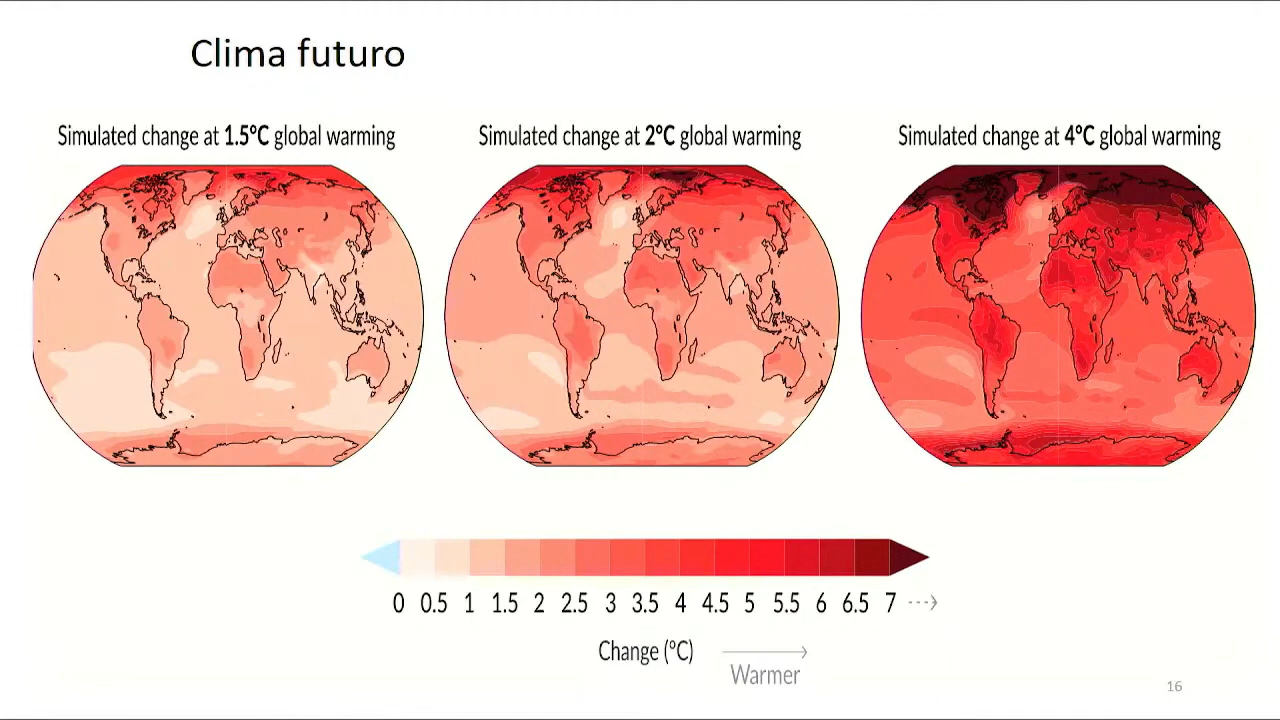 Clima futuro
Simulated change at 1.5°C global warming
Simulated change at 2°C global warming
Simulated change at 4°C global warming
0 0.5 1 1.5 2 2.5 3 3.5 4 4.5 5 5.5 6 6.5 7
Change (°C)
Warmer
16